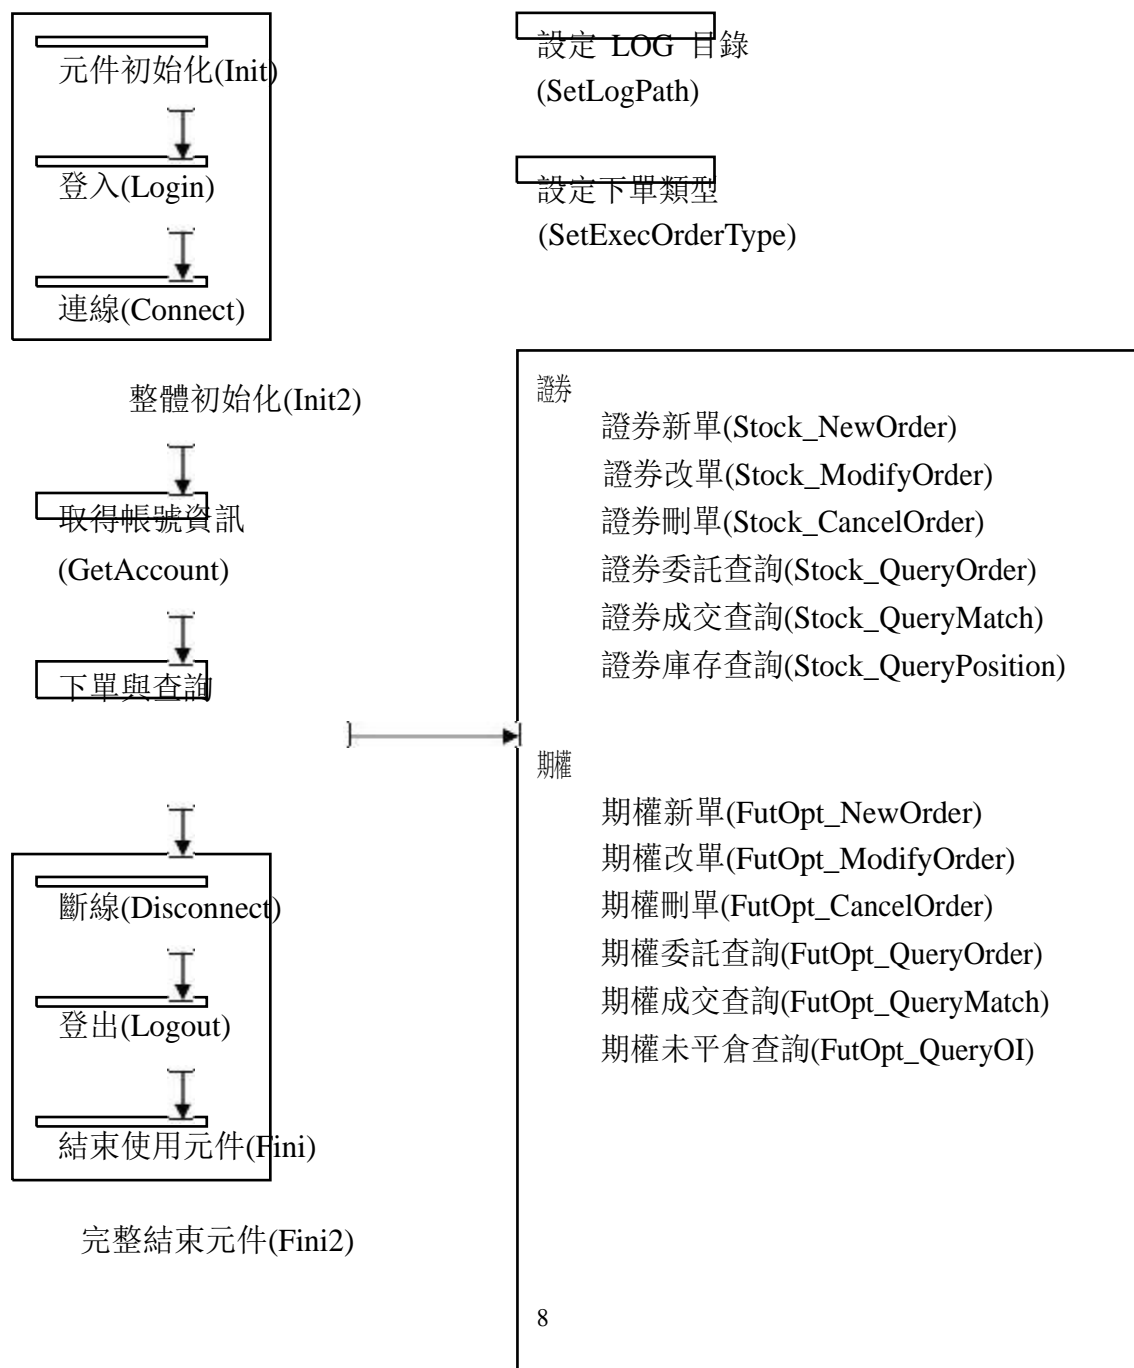 元件初始化(Init)
登入(Login)
連線(Connect)
整體初始化(Init2)
取得帳號資訊
(GetAccount)
下單與查詢
斷線(Disconnect)
登出(Logout)
結束使用元件(Fini)
完整結束元件(Fini2)
設定 LOG 目錄
(SetLogPath)
設定下單類型
(SetExecOrderType)
證券
證券新單(Stock_NewOrder)
證券改單(Stock_ModifyOrder)
證券刪單(Stock_CancelOrder)
證券委託查詢(Stock_QueryOrder)
證券成交查詢(Stock_QueryMatch)
證券庫存查詢(Stock_QueryPosition)
期權
期權新單(FutOpt_NewOrder)
期權改單(FutOpt_ModifyOrder)
期權刪單(FutOpt_CancelOrder)
期權委託查詢(FutOpt_QueryOrder)
期權成交查詢(FutOpt_QueryMatch)
期權未平倉查詢(FutOpt_QueryOI)
8